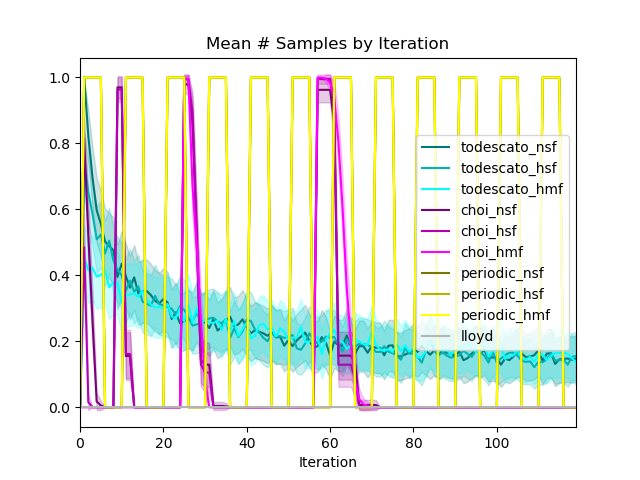 Mean # Samples by Iteration
1.0
0.8
0.6
0.4
0.2
0.0
todescato_nsf
todescato_hsf
todescato_hmf
choi_nsf
choi_hsf
choi_hmf
periodic_nsf
periodic_hsf
periodic_hmf
lloyd
0 20 40 60 80 100
Iteration